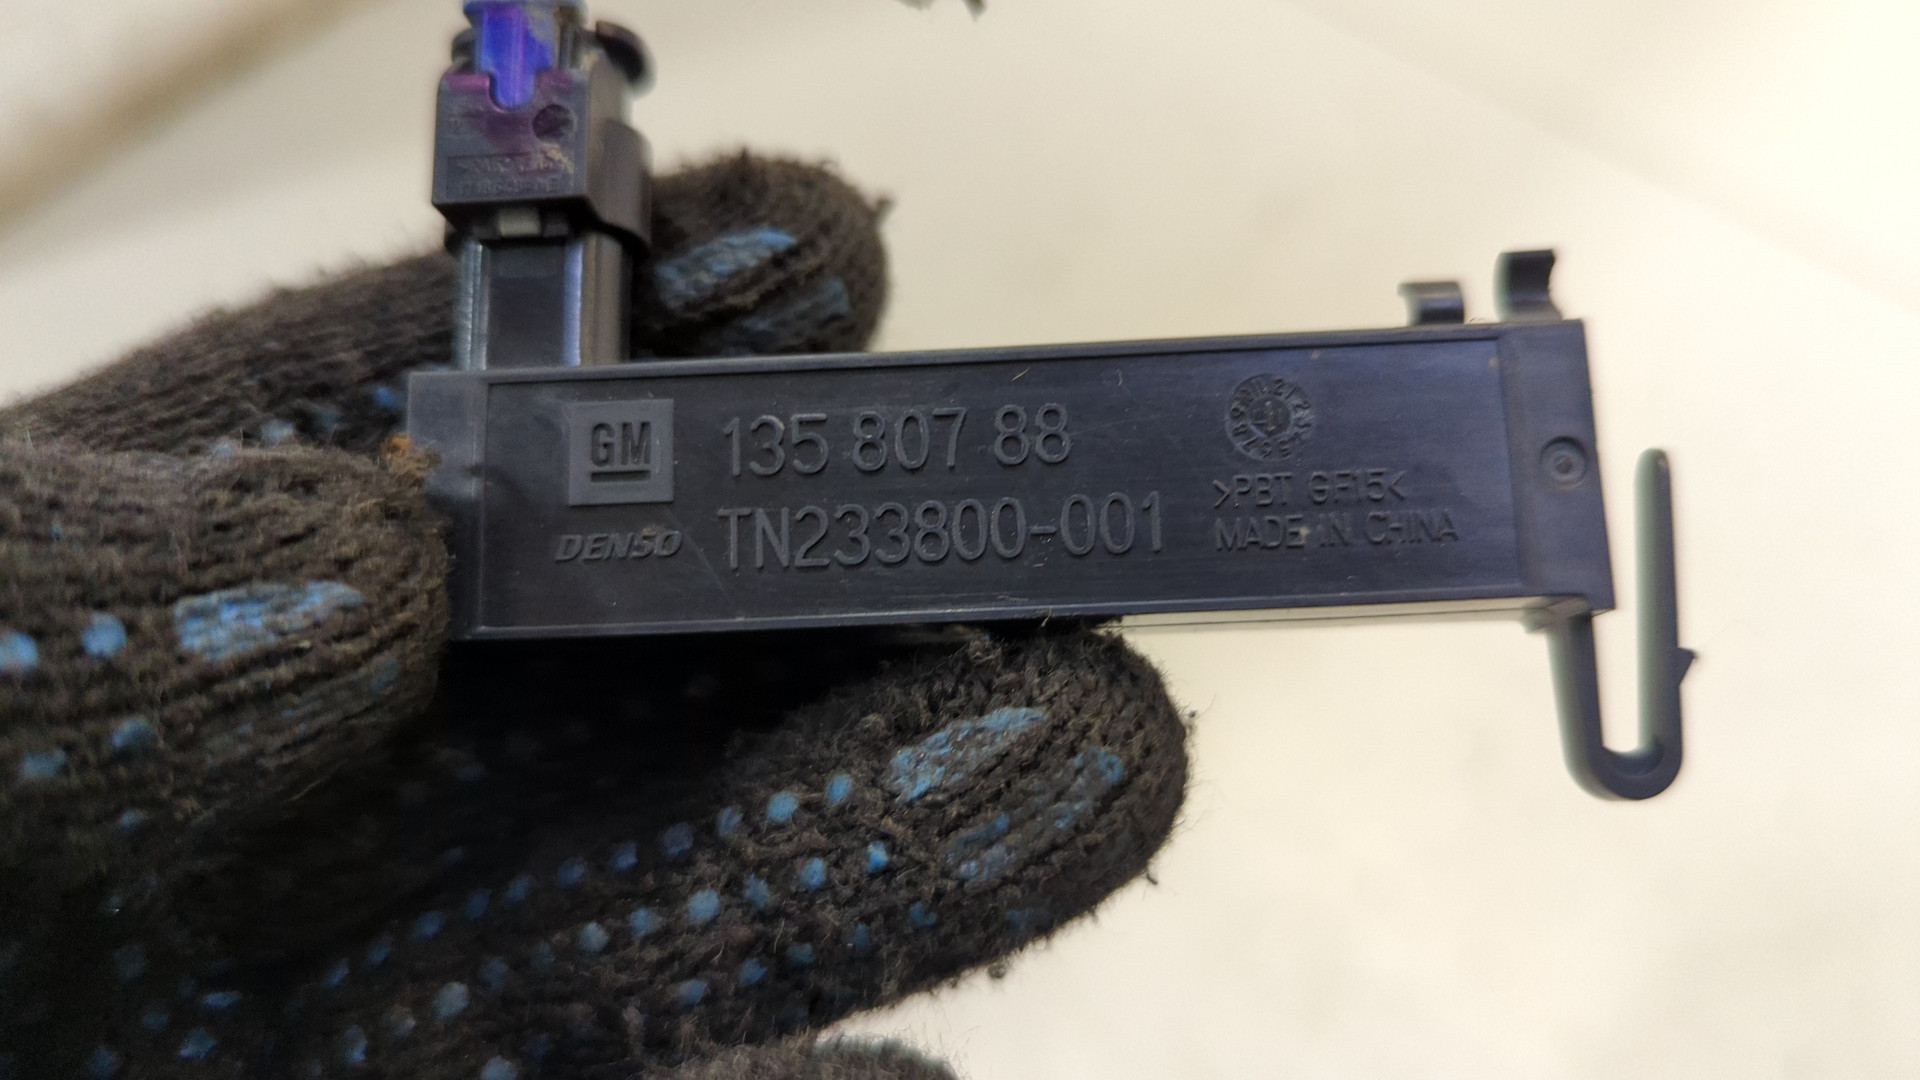 GM
135 807 88
DENSO
TN233800-001
>PBT GF15<
MADE IN CHINA